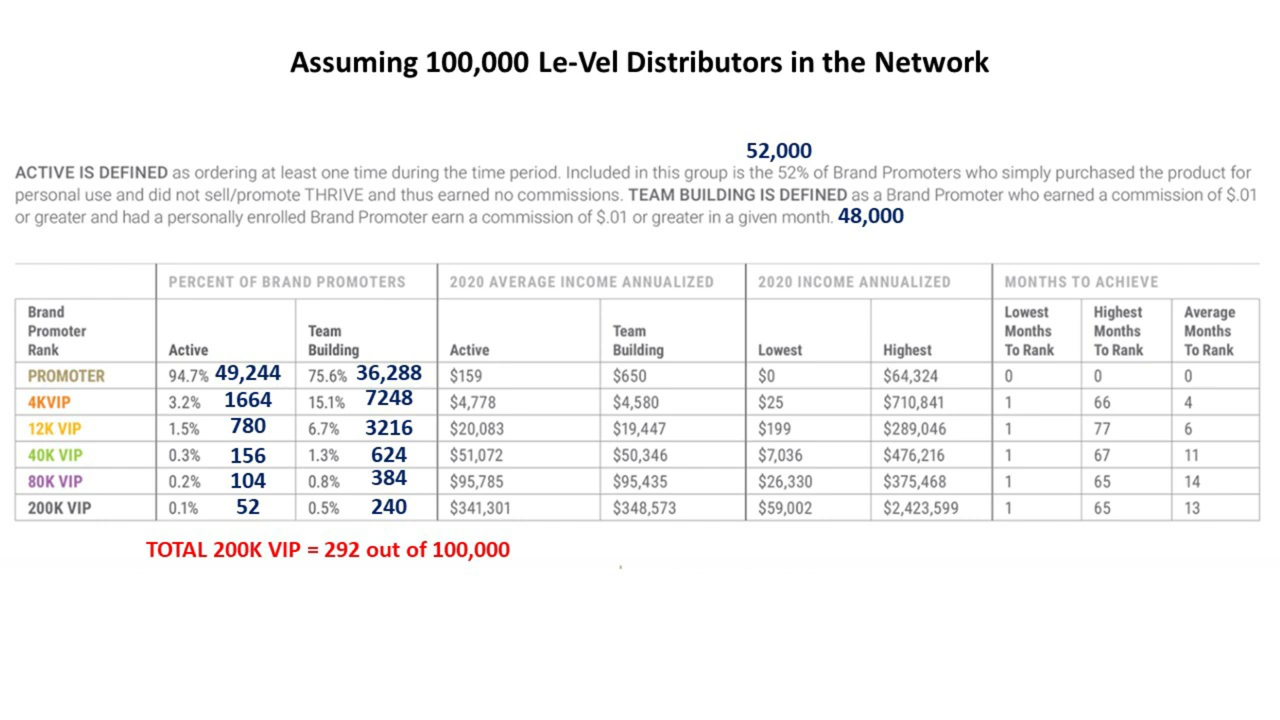 Assuming 100,000 Le-Vel Distributors in the Network
52,000
ACTIVE IS DEFINED as ordering at least one time during the time period. Included in this group is the 52% of Brand Promoters who simply purchased the product for
personal use and did not sell/promote THRIVE and thus earned no commissions. TEAM BUILDING IS DEFINED as a Brand Promoter who earned a commission of $.01
or greater and had a personally enrolled Brand Promoter earn a commission of $.01 or greater in a given month. 48,000
PERCENT OF BRAND PROMOTERS 2020 AVERAGE INCOME ANNUALIZED 2020 INCOME ANNUALIZED MONTHS TO ACHIEVE
Brand Promoter Rank Active Team Building Active Team Building Lowest Highest Lowest Months To Rank Highest Months To Rank Average Months To Rank
PROMOTER 94.7% 49,244 75.6% 36,288 $159 $650 $0 $64,324 0 0 0
4KVIP 3.2% 1664 15.1% 7248 $4,778 $4,580 $25 $710,841 1 66 4
12K VIP 1.5% 780 6.7% 3216 $20,083 $19,447 $199 $289,046 1 77 6
40K VIP 0.3% 156 1.3% 624 $51,072 $50,346 $7,036 $476,216 1 67 11
80K VIP 0.2% 104 0.8% 384 $95,785 $95,435 $26,330 $375,468 1 65 14
200K VIP 0.1% 52 0.5% 240 $341,301 $348,573 $59,002 $2,423,599 1 65 13
TOTAL 200K VIP = 292 out of 100,000